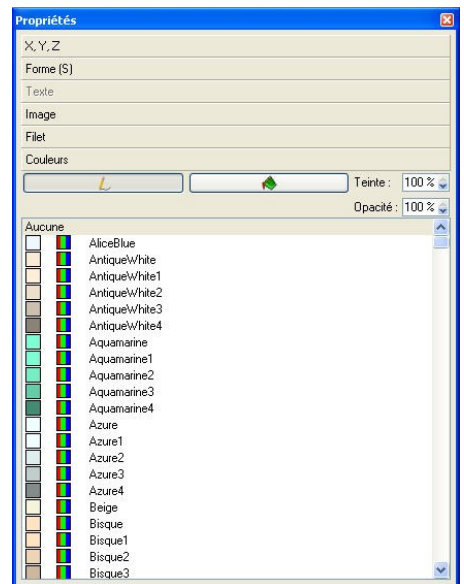 Propriétés
X, Y, Z
Forme (S)
Texte
Image
Filet
Couleurs
Teinte : 100 %
Opacité : 100 %
Aucune
AliceBlue
AntiqueWhite
AntiqueWhite1
AntiqueWhite2
AntiqueWhite3
AntiqueWhite4
Aquamarine
Aquamarine1
Aquamarine2
Aquamarine3
Aquamarine4
Azure
Azure1
Azure2
Azure3
Azure4
Beige
Bisque
Bisque1
Bisque2
Bisque3